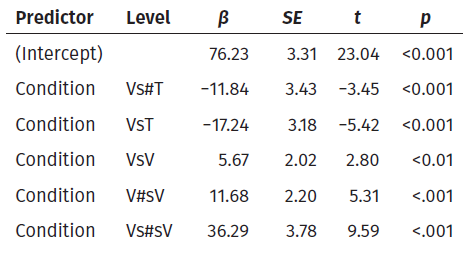 Predictor Level β SE t p
(Intercept) 76.23 3.31 23.04 <0.001
Condition Vs#T −11.84 3.43 −3.45 <0.001
Condition VsT −17.24 3.18 −5.42 <0.001
Condition VsV 5.67 2.02 2.80 <0.01
Condition V#sV 11.68 2.20 5.31 <.001
Condition Vs#sV 36.29 3.78 9.59 <.001